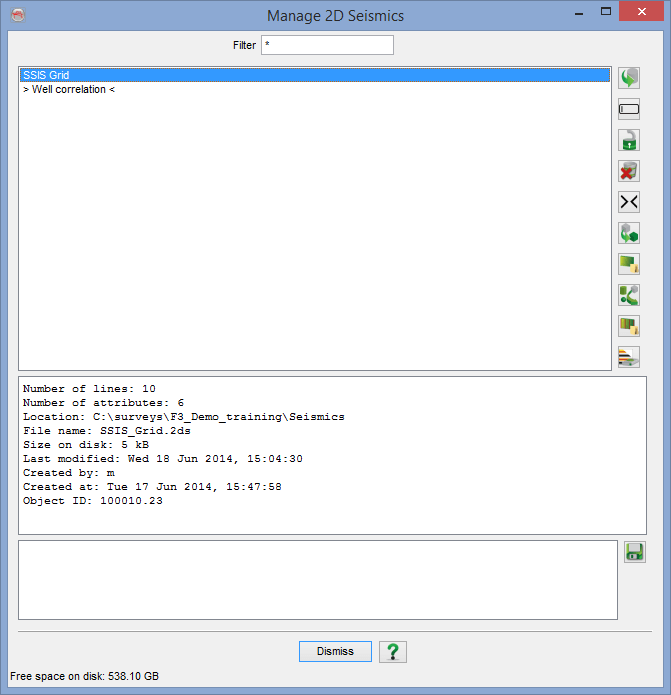 Manage 2D Seismics
Filter *
SSIS Grid
> Well correlation <
Number of lines: 10
Number of attributes: 6
Location: C:\surveys\F3_Demo_training\Seismics
File name: SSIS_Grid.2ds
Size on disk: 5 kB
Last modified: Wed 18 Jun 2014, 15:04:30
Created by: m
Created at: Tue 17 Jun 2014, 15:47:58
Object ID: 100010.23
Dismiss ?
Free space on disk: 538.10 GB